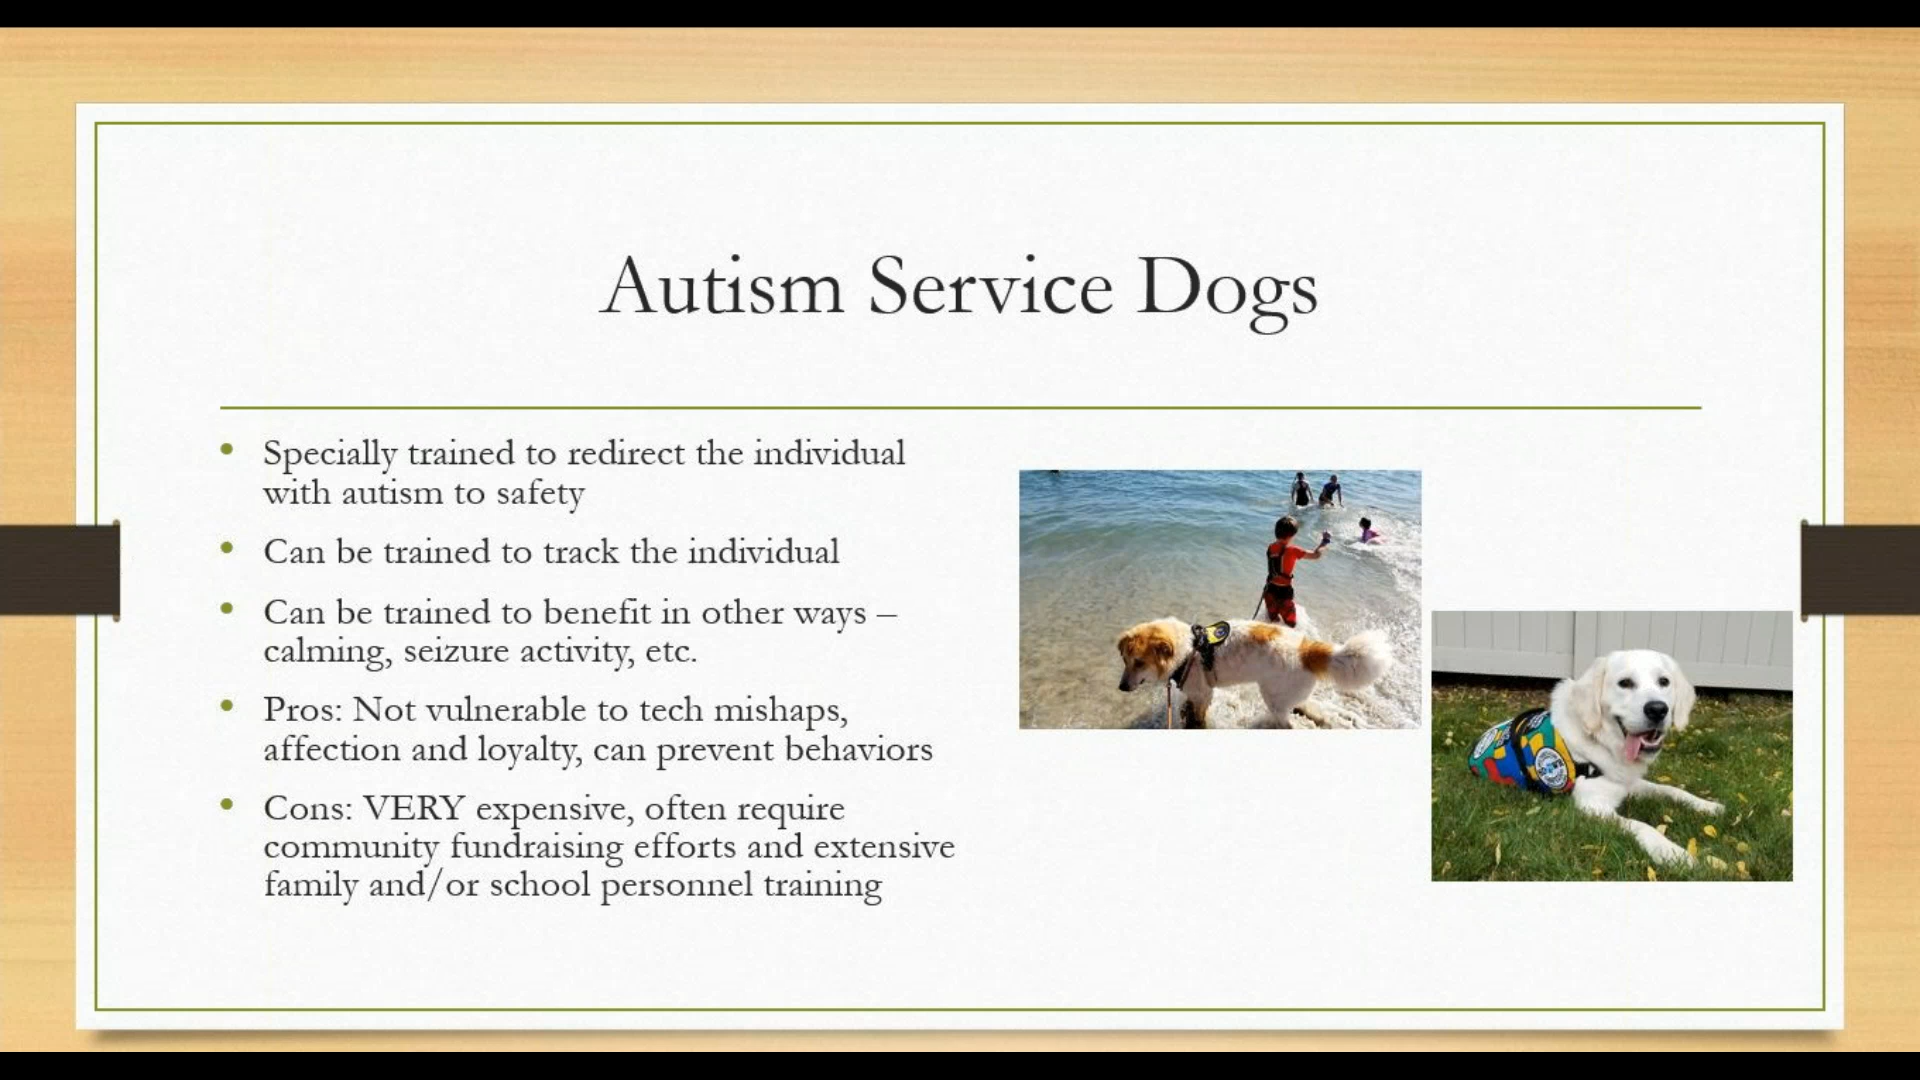 Autism Service Dogs
• Specially trained to redirect the individual
with autism to safety
• Can be trained to track the individual
• Can be trained to benefit in other ways –
calming, seizure activity, etc.
• Pros: Not vulnerable to tech mishaps,
affection and loyalty, can prevent behaviors
• Cons: VERY expensive, often require
community fundraising efforts and extensive
family and/or school personnel training